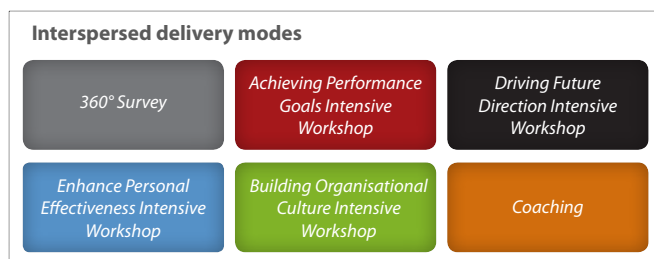 Interspersed delivery modes
360° Survey
Achieving Performance
Goals Intensive
Workshop
Driving Future
Direction Intensive
Workshop
Enhance Personal
Effectiveness Intensive
Workshop
Building Organisational
Culture Intensive
Workshop
Coaching